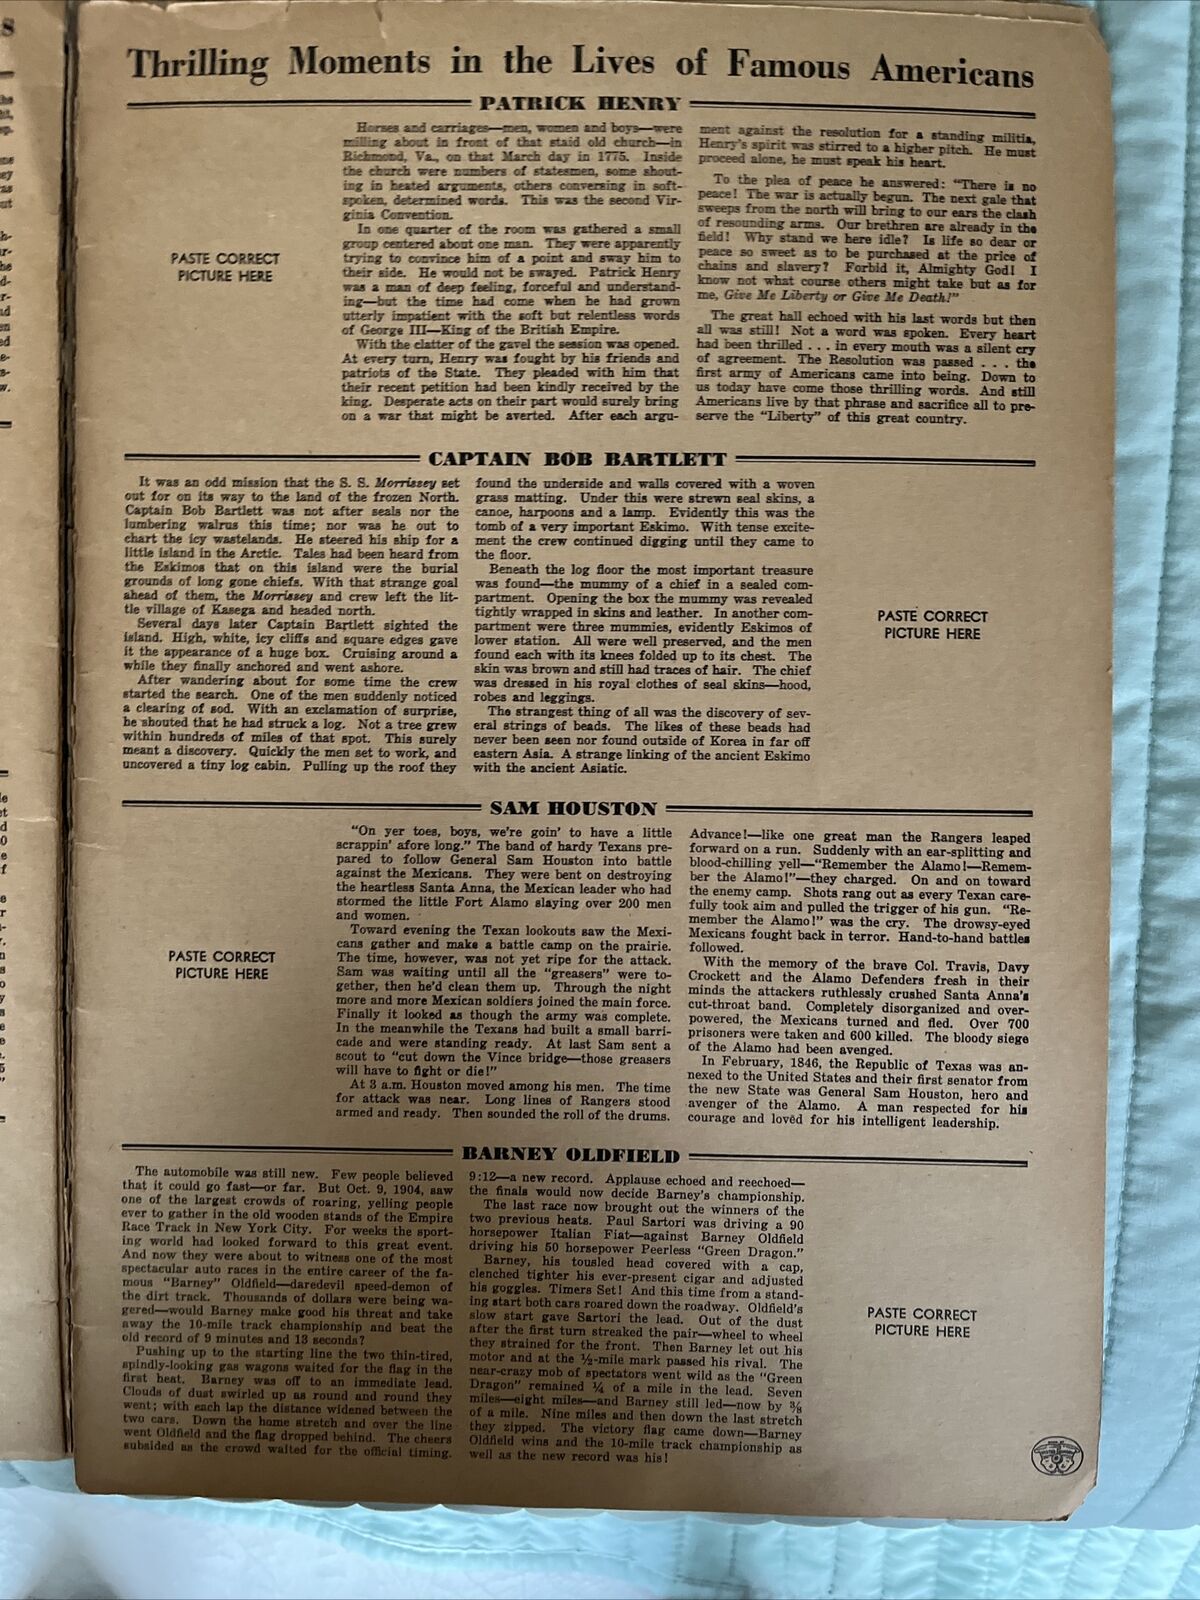 Thrilling Moments in the Lives of Famous Americans
PATRICK HENRY
PASTE CORRECT
PICTURE HERE
Horses and carriages—men, women and boys—were
milling about in front of that staid old church—in
Richmond, Va., on that March day in 1775. Inside
the church were numbers of statesmen, some shout-
ing in heated arguments, others conversing in soft-
spoken, determined words. This was the second Vir-
ginia Convention.
In one quarter of the room was gathered a small
group centered about one man. They were apparently
trying to convince him of a point and sway him to
their side. He would not be swayed. Patrick Henry
was a man of deep feeling, forceful and understand-
ing—but the time had come when he had grown
utterly impatient with the soft but relentless words
of George III—King of the British Empire.
With the clatter of the gavel the session was opened.
At every turn, Henry was fought by his friends and
patriots of the State. They pleaded with him that
their recent petition had been kindly received by the
king. Desperate acts on their part would surely bring
on a war that might be averted. After each argu-
ment against the resolution for a standing militia,
Henry's spirit was stirred to a higher pitch. He must
proceed alone, he must speak his heart.
To the plea of peace he answered: "There is no
peace! The war is actually begun. The next gale that
sweeps from the north will bring to our ears the clash
of resounding arms. Our brethren are already in the
field! Why stand we here idle? Is life so dear or
peace so sweet as to be purchased at the price of
chains and slavery? Forbid it, Almighty God! I
know not what course others might take but as for
me, Give Me Liberty or Give Me Death!"
The great hall echoed with his last words but then
all was still! Not a word was spoken. Every heart
had been thrilled . . . in every mouth was a silent cry
of agreement. The Resolution was passed . . . the
first army of Americans came into being. Down to
us today have come those thrilling words. And still
Americans live by that phrase and sacrifice all to pre-
serve the "Liberty" of this great country.
CAPTAIN BOB BARTLETT
It was an odd mission that the S. S. Morrissey set
out for on its way to the land of the frozen North.
Captain Bob Bartlett was not after seals nor the
lumbering walrus this time; nor was he out to
chart the icy wastelands. He steered his ship for a
little island in the Arctic. Tales had been heard from
the Eskimos that on this island were the burial
grounds of long gone chiefs. With that strange goal
ahead of them, the Morrissey and crew left the lit-
tle village of Kasega and headed north.
Several days later Captain Bartlett sighted the
island. High, white, icy cliffs and square edges gave
it the appearance of a huge box. Cruising around a
while they finally anchored and went ashore.
After wandering about for some time the crew
started the search. One of the men suddenly noticed
a clearing of sod. With an exclamation of surprise,
he shouted that he had struck a log. Not a tree grew
within hundreds of miles of that spot. This surely
meant a discovery. Quickly the men set to work, and
uncovered a tiny log cabin. Pulling up the roof they
found the underside and walls covered with a woven
grass matting. Under this were strewn seal skins, a
canoe, harpoons and a lamp. Evidently this was the
tomb of a very important Eskimo. With tense excite-
ment the crew continued digging until they came to
the floor.
Beneath the log floor the most important treasure
was found—the mummy of a chief in a sealed com-
partment. Opening the box the mummy was revealed
tightly wrapped in skins and leather. In another com-
partment were three mummies, evidently Eskimos of
lower station. All were well preserved, and the men
found each with its knees folded up to its chest. The
skin was brown and still had traces of hair. The chief
was dressed in his royal clothes of seal skins—hood,
robes and leggings.
The strangest thing of all was the discovery of sev-
eral strings of beads. The likes of these beads had
never been seen nor found outside of Korea in far off
eastern Asia. A strange linking of the ancient Eskimo
with the ancient Asiatic.
PASTE CORRECT
PICTURE HERE
SAM HOUSTON
PASTE CORRECT
PICTURE HERE
"On yer toes, boys, we're goin' to have a little
scrappin' afore long." The band of hardy Texans pre-
pared to follow General Sam Houston into battle
against the Mexicans. They were bent on destroying
the heartless Santa Anna, the Mexican leader who had
stormed the little Fort Alamo slaying over 200 men
and women.
Toward evening the Texan lookouts saw the Mexi-
cans gather and make a battle camp on the prairie.
The time, however, was not yet ripe for the attack.
Sam was waiting until all the "greasers" were to-
gether, then he'd clean them up. Through the night
more and more Mexican soldiers joined the main force.
Finally it looked as though the army was complete.
In the meanwhile the Texans had built a small barri-
cade and were standing ready. At last Sam sent a
scout to "cut down the Vince bridge—those greasers
will have to fight or die!"
At 3 a.m. Houston moved among his men. The time
for attack was near. Long lines of Rangers stood
armed and ready. Then sounded the roll of the drums.
Advance!—like one great man the Rangers leaped
forward on a run. Suddenly with an ear-splitting and
blood-chilling yell—"Remember the Alamo!—Remem-
ber the Alamo!"—they charged. On and on toward
the enemy camp. Shots rang out as every Texan care-
fully took aim and pulled the trigger of his gun. "Re-
member the Alamo!" was the cry. The drowsy-eyed
Mexicans fought back in terror. Hand-to-hand battles
followed.
With the memory of the brave Col. Travis, Davy
Crockett and the Alamo Defenders fresh in their
minds the attackers ruthlessly crushed Santa Anna's
cut-throat band. Completely disorganized and over-
powered, the Mexicans turned and fled. Over 700
prisoners were taken and 600 killed. The bloody siege
of the Alamo had been avenged.
In February, 1846, the Republic of Texas was an-
nexed to the United States and their first senator from
the new State was General Sam Houston, hero and
avenger of the Alamo. A man respected for his
courage and loved for his intelligent leadership.
BARNEY OLDFIELD
The automobile was still new. Few people believed
that it could go fast—or far. But Oct. 9, 1904, saw
one of the largest crowds of roaring, yelling people
ever to gather in the old wooden stands of the Empire
Race Track in New York City. For weeks the sport-
ing world had looked forward to this great event.
And now they were about to witness one of the most
spectacular auto races in the entire career of the fa-
mous "Barney" Oldfield—daredevil speed-demon of
the dirt track. Thousands of dollars were being wa-
gered—would Barney make good his threat and take
away the 10-mile track championship and beat the
old record of 9 minutes and 13 seconds?
Pushing up to the starting line the two thin-tired,
spindly-looking gas wagons waited for the flag in the
first heat. Barney was off to an immediate lead.
Clouds of dust swirled up as round and round they
went; with each lap the distance widened between the
two cars. Down the home stretch and over the line
went Oldfield and the flag dropped behind. The cheers
subsided as the crowd waited for the official timing.
9:12—a new record. Applause echoed and reechoed—
the finals would now decide Barney's championship.
The last race now brought out the winners of the
two previous heats. Paul Sartori was driving a 90
horsepower Italian Fiat—against Barney Oldfield
driving his 50 horsepower Peerless "Green Dragon."
Barney, his tousled head covered with a cap,
clenched tighter his ever-present cigar and adjusted
his goggles. Timers Set! And this time from a stand-
ing start both cars roared down the roadway. Oldfield's
slow start gave Sartori the lead. Out of the dust
after the first turn streaked the pair—wheel to wheel
they strained for the front. Then Barney let out his
motor and at the ½-mile mark passed his rival. The
near-crazy mob of spectators went wild as the "Green
Dragon" remained ¼ of a mile in the lead. Seven
miles—eight miles—and Barney still led—now by ⅜
of a mile. Nine miles and then down the last stretch
they zipped. The victory flag came down—Barney
Oldfield wins and the 10-mile track championship as
well as the new record was his!
PASTE CORRECT
PICTURE HERE